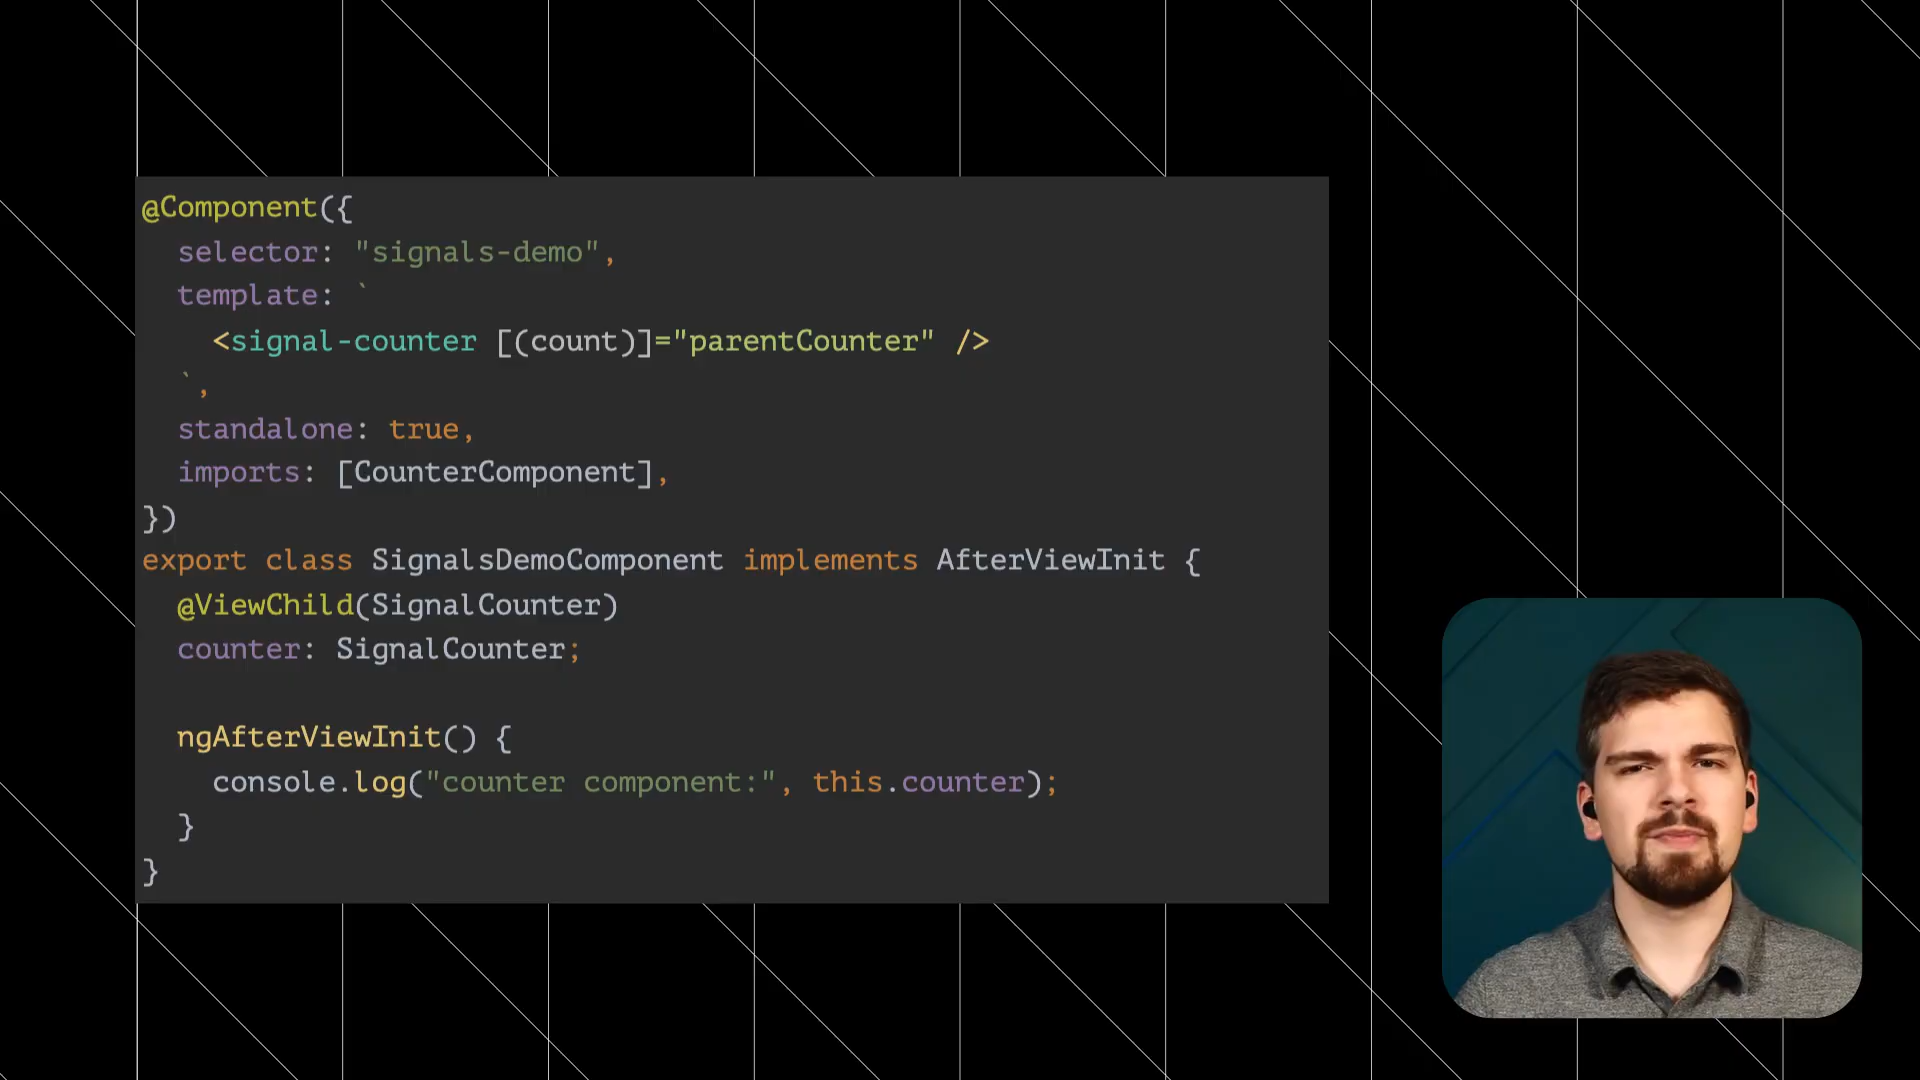 @Component({
  selector: "signals-demo",
  template: `
    <signal-counter [(count)]="parentCounter" />
  `,
  standalone: true,
  imports: [CounterComponent],
})
export class SignalsDemoComponent implements AfterViewInit {
  @ViewChild(SignalCounter)
  counter: SignalCounter;

  ngAfterViewInit() {
    console.log("counter component:", this.counter);
  }
}